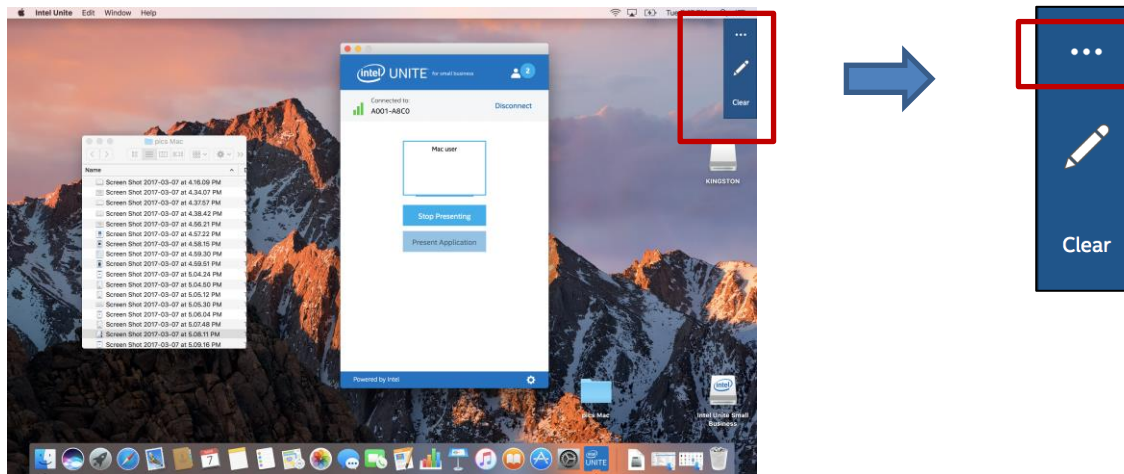 Intel Unite Edit Window Help
...
Clear
intel UNITE for small business
2
Connected to
A001-A8C0
Disconnect
Mac user
Stop Presenting
Present Application
Powered by Intel
pics Mac
Name
Screen Shot 2017-03-07 at 4.16.09 PM
Screen Shot 2017-03-07 at 4.34.07 PM
Screen Shot 2017-03-07 at 4.37.57 PM
Screen Shot 2017-03-07 at 4.38.42 PM
Screen Shot 2017-03-07 at 4.56.21 PM
Screen Shot 2017-03-07 at 4.57.22 PM
Screen Shot 2017-03-07 at 4.58.15 PM
Screen Shot 2017-03-07 at 4.59.30 PM
Screen Shot 2017-03-07 at 4.59.51 PM
Screen Shot 2017-03-07 at 5.04.24 PM
Screen Shot 2017-03-07 at 5.04.50 PM
Screen Shot 2017-03-07 at 5.05.12 PM
Screen Shot 2017-03-07 at 5.05.30 PM
Screen Shot 2017-03-07 at 5.06.04 PM
Screen Shot 2017-03-07 at 5.07.48 PM
Screen Shot 2017-03-07 at 5.08.11 PM
Screen Shot 2017-03-07 at 5.09.16 PM
KINGSTON
pics Mac
intel
Intel Unite Small
Business
7
UNITE
...
Clear